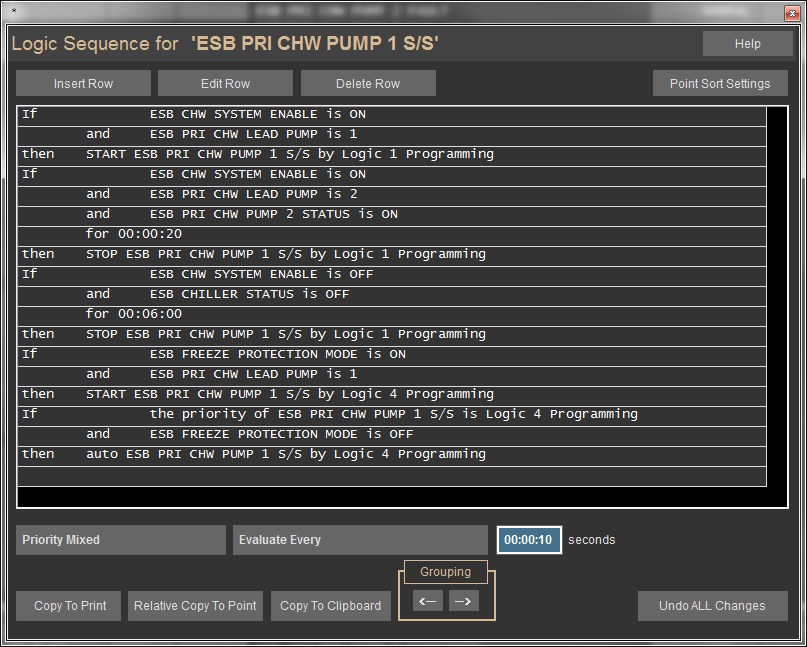 *
Logic Sequence for 'ESB PRI CHW PUMP 1 S/S'
Help
Insert Row Edit Row Delete Row Point Sort Settings
If ESB CHW SYSTEM ENABLE is ON
and ESB PRI CHW LEAD PUMP is 1
then START ESB PRI CHW PUMP 1 S/S by Logic 1 Programming
If ESB CHW SYSTEM ENABLE is ON
and ESB PRI CHW LEAD PUMP is 2
and ESB PRI CHW PUMP 2 STATUS is ON
for 00:00:20
then STOP ESB PRI CHW PUMP 1 S/S by Logic 1 Programming
If ESB CHW SYSTEM ENABLE is OFF
and ESB CHILLER STATUS is OFF
for 00:06:00
then STOP ESB PRI CHW PUMP 1 S/S by Logic 1 Programming
If ESB FREEZE PROTECTION MODE is ON
and ESB PRI CHW LEAD PUMP is 1
then START ESB PRI CHW PUMP 1 S/S by Logic 4 Programming
If the priority of ESB PRI CHW PUMP 1 S/S is Logic 4 Programming
and ESB FREEZE PROTECTION MODE is OFF
then auto ESB PRI CHW PUMP 1 S/S by Logic 4 Programming
Priority Mixed Evaluate Every 00:00:10 seconds
Grouping
Copy To Print Relative Copy To Point Copy To Clipboard <-- --> Undo ALL Changes